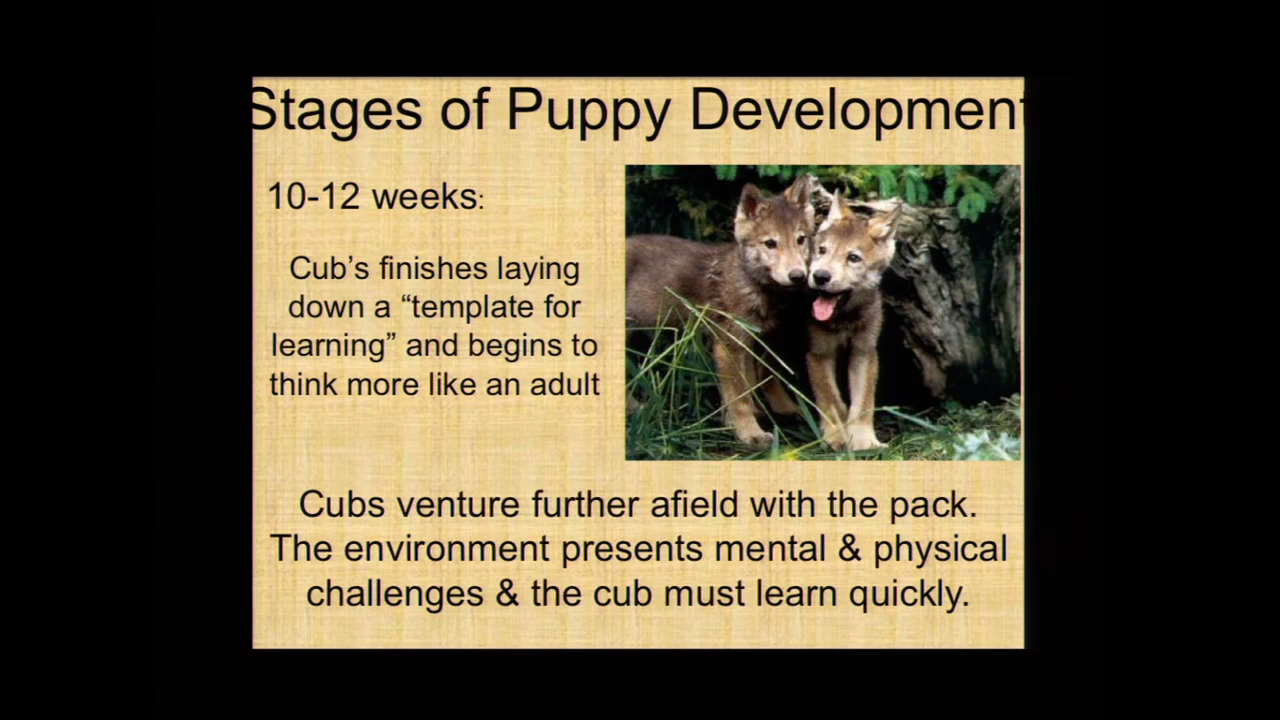 Stages of Puppy Development
10-12 weeks:
Cub’s finishes laying
down a “template for
learning” and begins to
think more like an adult
Cubs venture further afield with the pack.
The environment presents mental & physical
challenges & the cub must learn quickly.